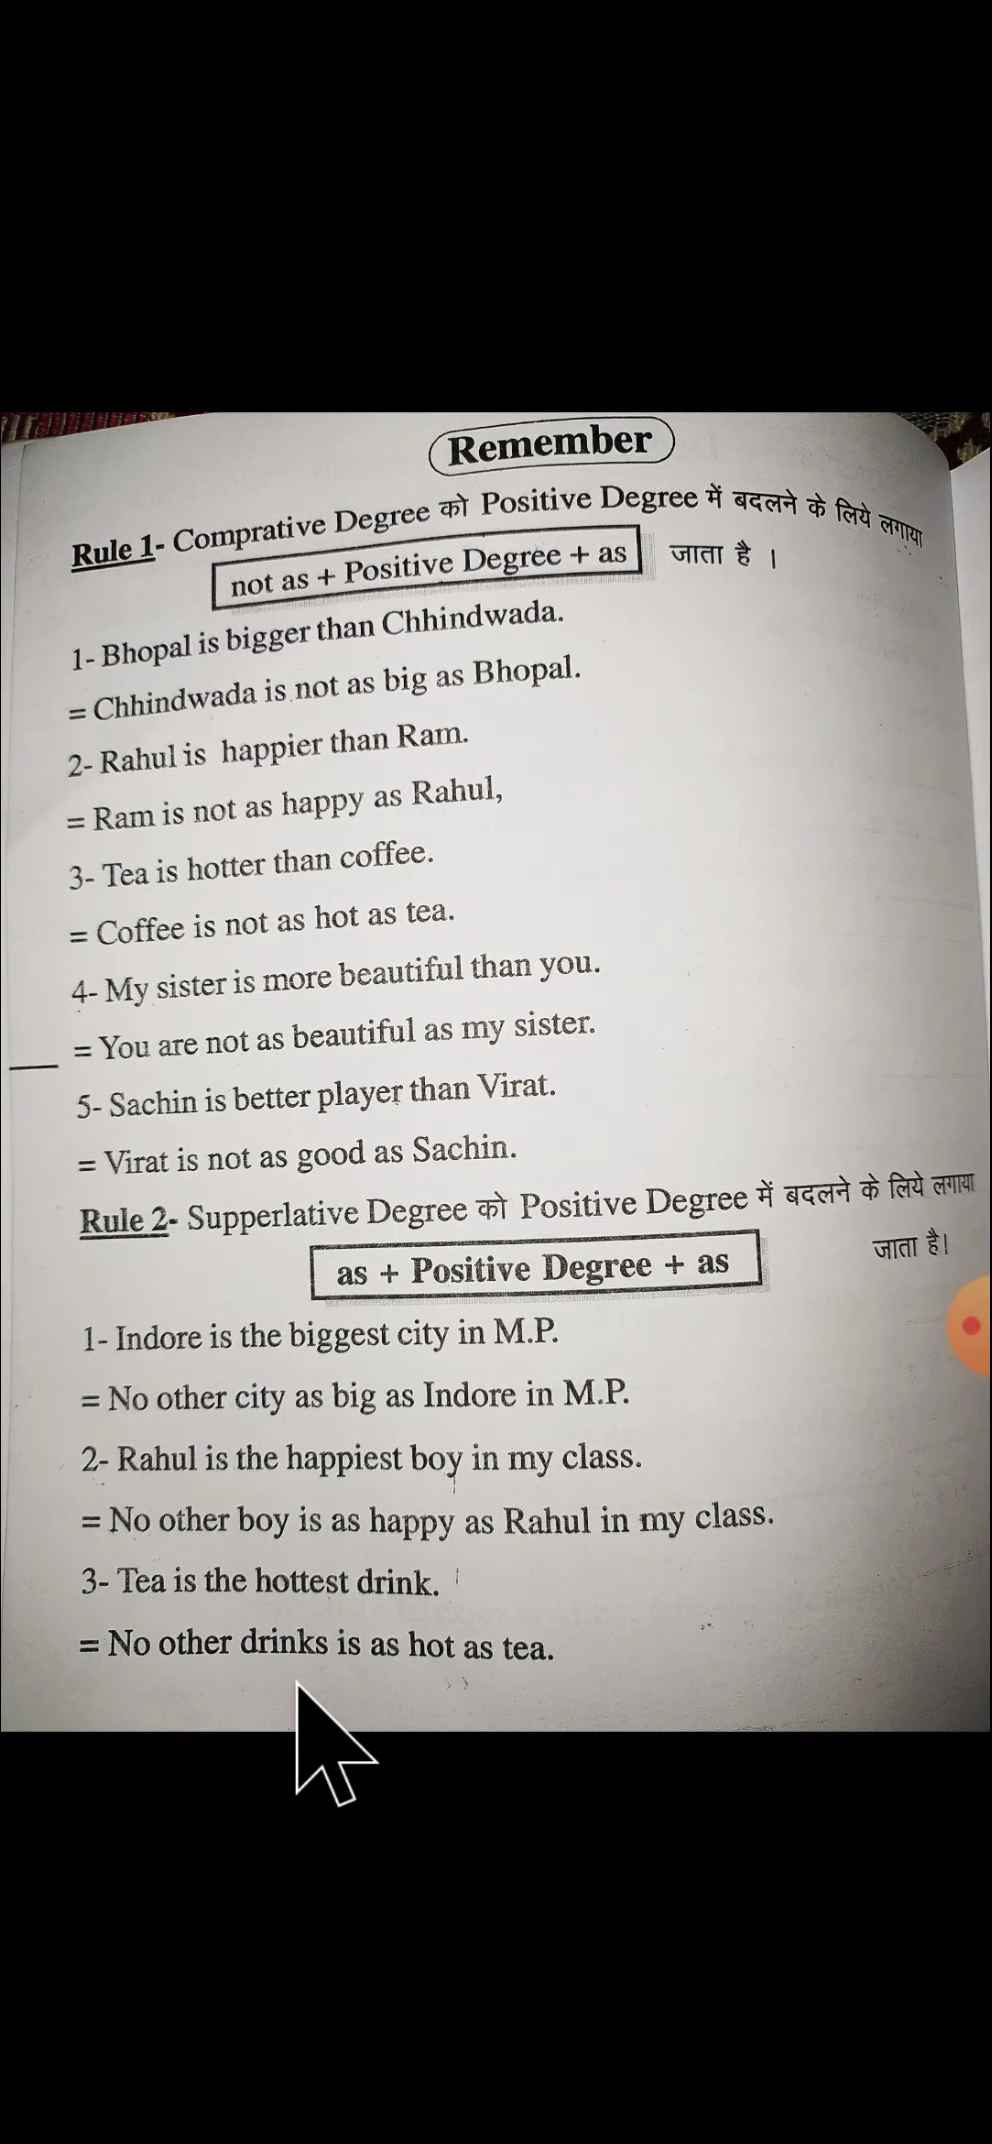 Remember
Rule 1- Comprative Degree को Positive Degree में बदलने के लिये लगाया
not as + Positive Degree + as जाता है ।
1- Bhopal is bigger than Chhindwada.
= Chhindwada is not as big as Bhopal.
2- Rahul is happier than Ram.
= Ram is not as happy as Rahul,
3- Tea is hotter than coffee.
= Coffee is not as hot as tea.
4- My sister is more beautiful than you.
= You are not as beautiful as my sister.
5- Sachin is better player than Virat.
= Virat is not as good as Sachin.
Rule 2- Supperlative Degree को Positive Degree में बदलने के लिये लगाया
as + Positive Degree + as जाता है।
1- Indore is the biggest city in M.P.
= No other city as big as Indore in M.P.
2- Rahul is the happiest boy in my class.
= No other boy is as happy as Rahul in my class.
3- Tea is the hottest drink.
= No other drinks is as hot as tea.